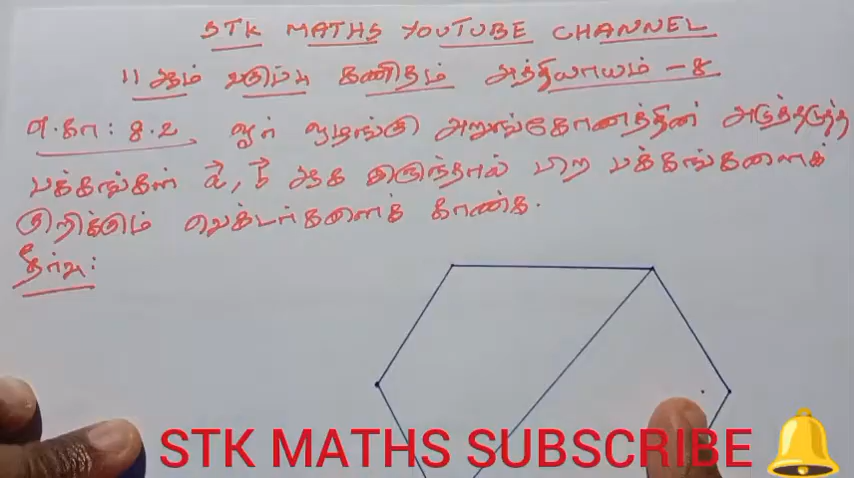 STK MATHS YOUTUBE CHANNEL
11 ஆம் வகுப்பு கணிதம் அத்தியாயம் - 8
எ.கா : 8.2 ஓர் ஒழுங்கு அறுங்கோணத்தின் அடுத்தடுத்த
பக்கங்கள் a⃗, b⃗ ஆக இருந்தால் பிற பக்கங்களைக்
குறிக்கும் வெக்டர்களைக் காண்க.
தீர்வு:
STK MATHS SUBSCRIBE